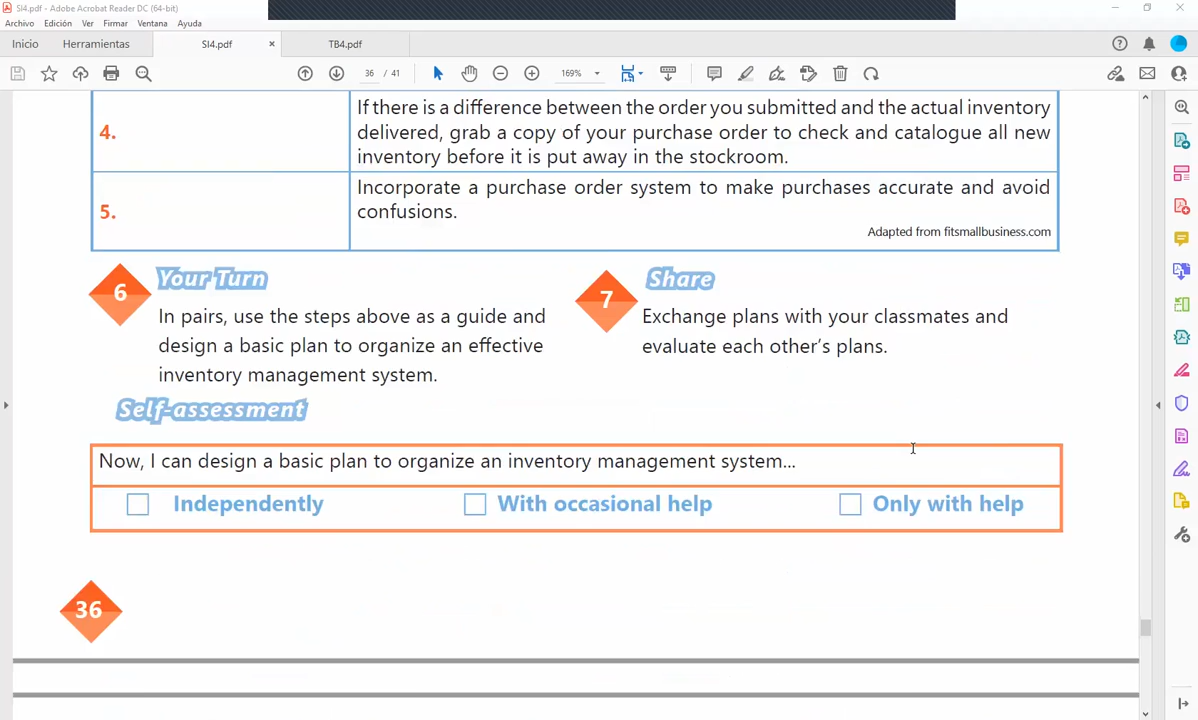 SI4.pdf - Adobe Acrobat Reader DC (64-bit)
Archivo Edición Ver Firmar Ventana Ayuda
Inicio Herramientas SI4.pdf × TB4.pdf
36 / 41 169%
4.
If there is a difference between the order you submitted and the actual inventory
delivered, grab a copy of your purchase order to check and catalogue all new
inventory before it is put away in the stockroom.
5.
Incorporate a purchase order system to make purchases accurate and avoid
confusions.
Adapted from fitsmallbusiness.com
6 Your Turn
In pairs, use the steps above as a guide and
design a basic plan to organize an effective
inventory management system.
7 Share
Exchange plans with your classmates and
evaluate each other's plans.
Self-assessment
Now, I can design a basic plan to organize an inventory management system...
Independently With occasional help Only with help
36